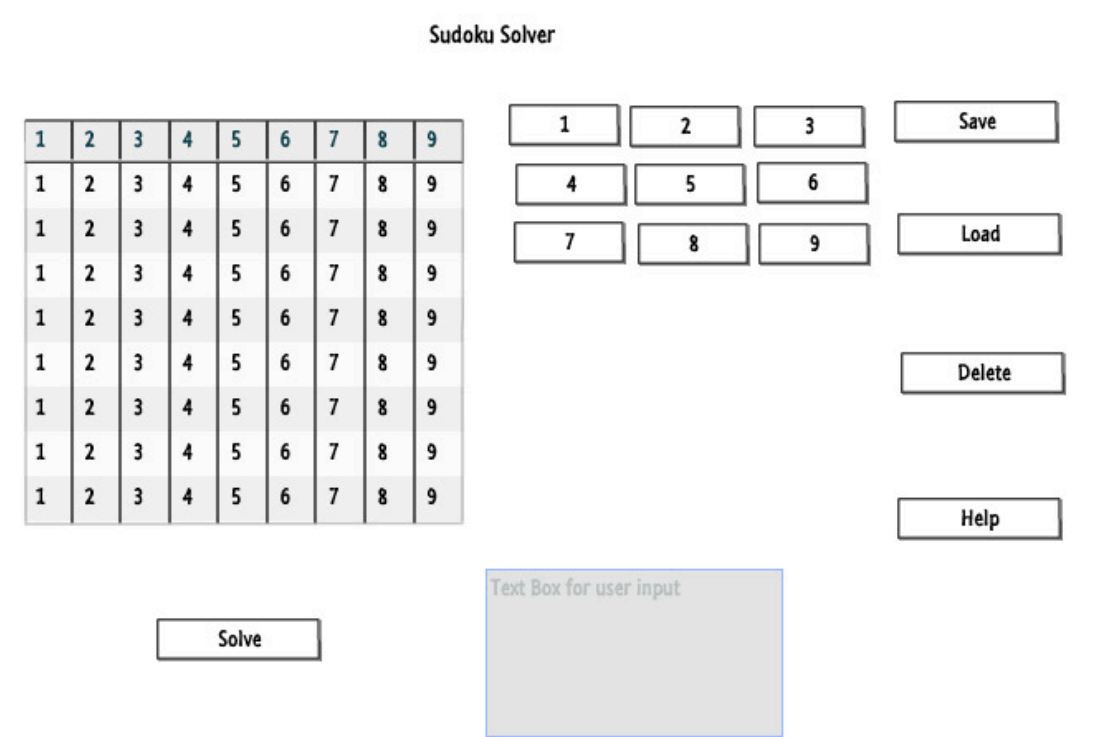 Sudoku Solver
1 2 3 4 5 6 7 8 9
1 2 3 4 5 6 7 8 9
1 2 3 4 5 6 7 8 9
1 2 3 4 5 6 7 8 9
1 2 3 4 5 6 7 8 9
1 2 3 4 5 6 7 8 9
1 2 3 4 5 6 7 8 9
1 2 3 4 5 6 7 8 9
1 2 3 4 5 6 7 8 9
1 2 3
4 5 6
7 8 9
Save
Load
Delete
Help
Solve
Text Box for user input